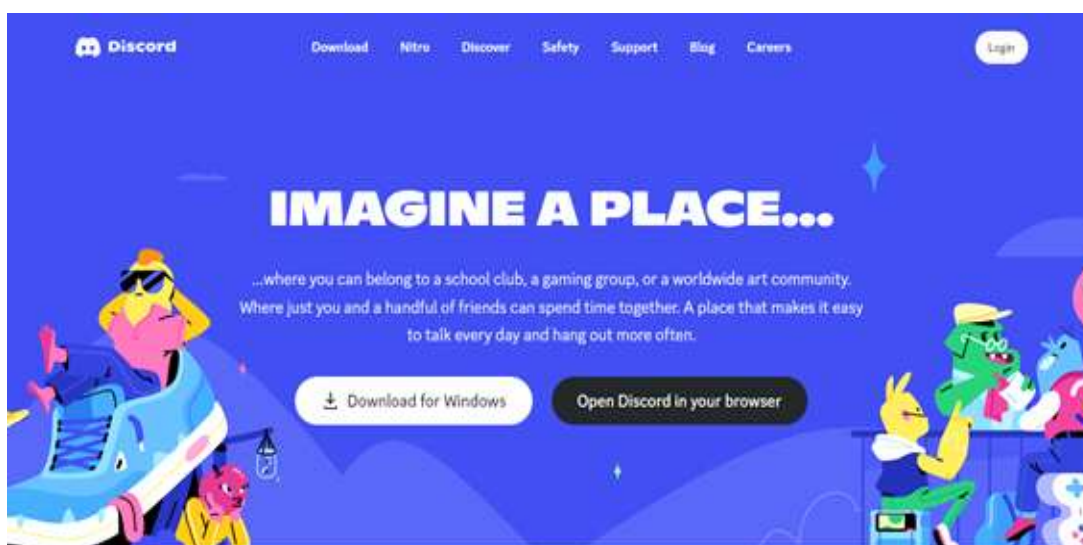 Discord
Download Nitro Discover Safety Support Blog Careers
Login
IMAGINE A PLACE...
...where you can belong to a school club, a gaming group, or a worldwide art community.
Where just you and a handful of friends can spend time together. A place that makes it easy
to talk every day and hang out more often.
Download for Windows
Open Discord in your browser